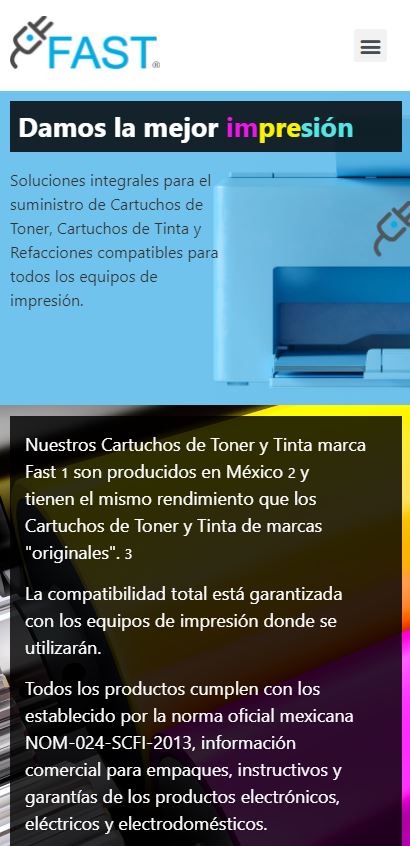 FAST®
Damos la mejor impresión
Soluciones integrales para el
suministro de Cartuchos de
Toner, Cartuchos de Tinta y
Refacciones compatibles para
todos los equipos de
impresión.
Nuestros Cartuchos de Toner y Tinta marca
Fast 1 son producidos en México 2 y
tienen el mismo rendimiento que los
Cartuchos de Toner y Tinta de marcas
"originales". 3
La compatibilidad total está garantizada
con los equipos de impresión donde se
utilizarán.
Todos los productos cumplen con los
establecido por la norma oficial mexicana
NOM-024-SCFI-2013, información
comercial para empaques, instructivos y
garantías de los productos electrónicos,
eléctricos y electrodomésticos.